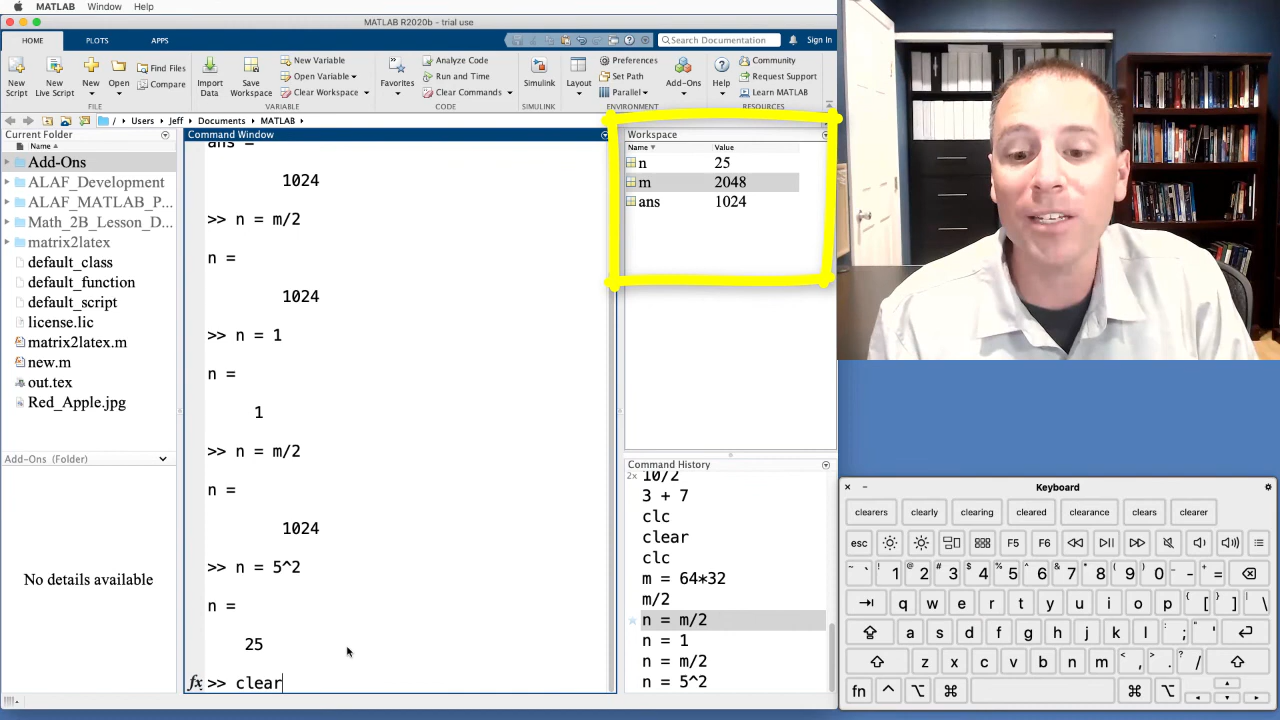 MATLAB Window Help
MATLAB R2020b - trial use
HOME PLOTS APPS
Search Documentation
Sign In
New Script
New Live Script
New
Open
Find Files
Compare
Import Data
Save Workspace
New Variable
Open Variable
Clear Workspace
Favorites
Analyze Code
Run and Time
Clear Commands
Simulink
Layout
Preferences
Set Path
Parallel
Add-Ons
Help
Community
Request Support
Learn MATLAB
FILE VARIABLE CODE SIMULINK ENVIRONMENT RESOURCES
/ Users Jeff Documents MATLAB
Current Folder
Name
Add-Ons
ALAF_Development
ALAF_MATLAB_P...
Math_2B_Lesson_D...
matrix2latex
default_class
default_function
default_script
license.lic
matrix2latex.m
new.m
out.tex
Red_Apple.jpg
Add-Ons (Folder)
No details available
Command Window
ans =
1024
>> n = m/2
n =
1024
>> n = 1
n =
1
>> n = m/2
n =
1024
>> n = 5^2
n =
25
fx >> clear
Workspace
Name Value
n 25
m 2048
ans 1024
Command History
2x 10/2
3 + 7
clc
clear
clc
m = 64*32
m/2
n = m/2
n = 1
n = m/2
n = 5^2
Keyboard
clearers clearly clearing cleared clearance clears clearer
esc F5 F6
~ ` ! 1 @ 2 # 3 $ 4 % 5 ^ 6 & 7 * 8 ( 9 ) 0 _ - + =
q w e r t y u i o p { [ } ] | \
a s d f g h j k l : ; " ' 
z x c v b n m < , > . ? /
fn ^ ⌥ ⌘ ⌘ ⌥